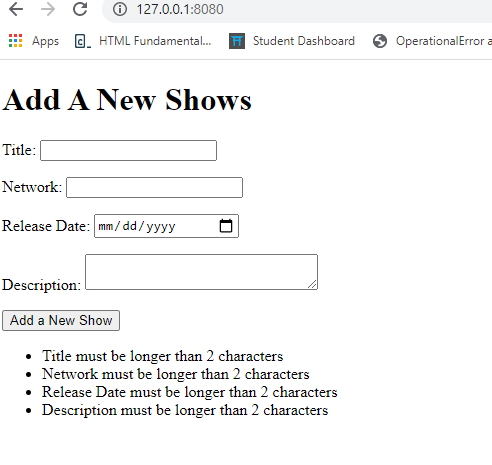 127.0.0.1:8080
Apps HTML Fundamental... Student Dashboard OperationalError a
Add A New Shows
Title:
Network:
Release Date: mm/dd/yyyy
Description:
Add a New Show
• Title must be longer than 2 characters
• Network must be longer than 2 characters
• Release Date must be longer than 2 characters
• Description must be longer than 2 characters